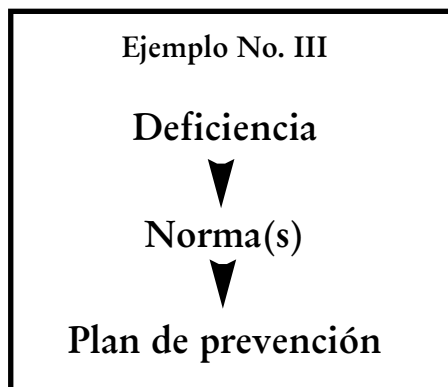 Ejemplo No. III
Deficiencia
Norma(s)
Plan de prevención